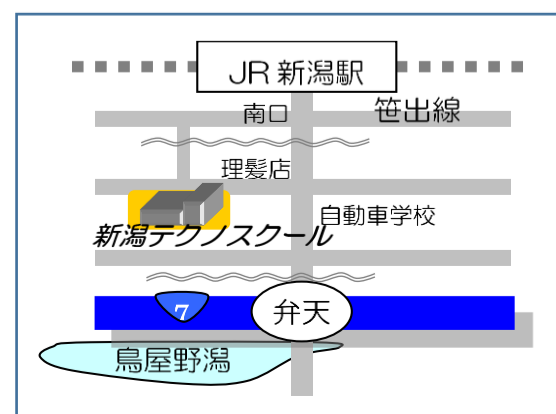 JR 新潟駅
南口
笹出線
理髪店
自動車学校
新潟テクノスクール
7
弁天
鳥屋野潟